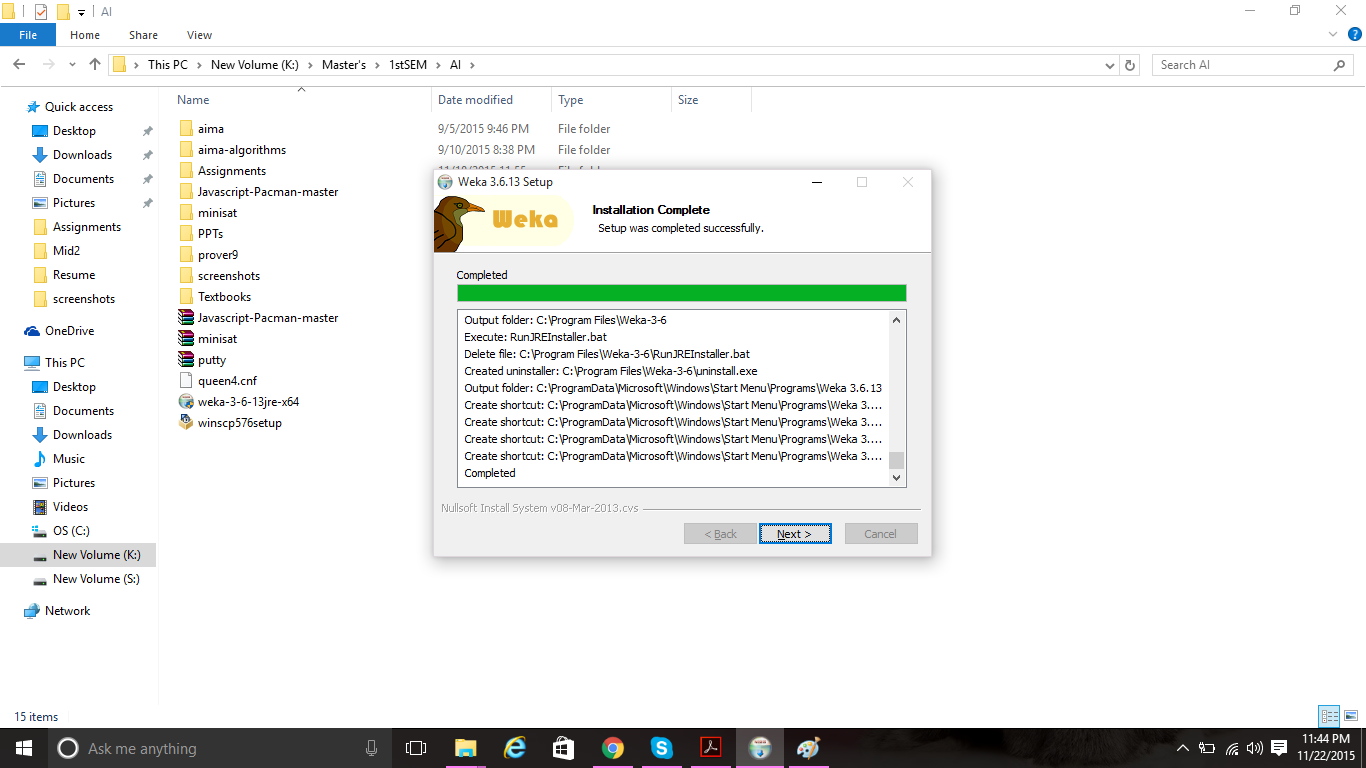 AI
File Home Share View
This PC New Volume (K:) Master's 1stSEM AI
Search AI
Name Date modified Type Size
Quick access
Desktop
Downloads
Documents
Pictures
Assignments
Mid2
Resume
screenshots
OneDrive
This PC
Desktop
Documents
Downloads
Music
Pictures
Videos
OS (C:)
New Volume (K:)
New Volume (S:)
Network
aima 9/5/2015 9:46 PM File folder
aima-algorithms 9/10/2015 8:38 PM File folder
Assignments
Javascript-Pacman-master
minisat
PPTs
prover9
screenshots
Textbooks
Javascript-Pacman-master
minisat
putty
queen4.cnf
weka-3-6-13jre-x64
winscp576setup
Weka 3.6.13 Setup
Weka
Installation Complete
Setup was completed successfully.
Completed
Output folder: C:\Program Files\Weka-3-6
Execute: RunJREInstaller.bat
Delete file: C:\Program Files\Weka-3-6\RunJREInstaller.bat
Created uninstaller: C:\Program Files\Weka-3-6\uninstall.exe
Output folder: C:\ProgramData\Microsoft\Windows\Start Menu\Programs\Weka 3.6.13
Create shortcut: C:\ProgramData\Microsoft\Windows\Start Menu\Programs\Weka 3....
Create shortcut: C:\ProgramData\Microsoft\Windows\Start Menu\Programs\Weka 3....
Create shortcut: C:\ProgramData\Microsoft\Windows\Start Menu\Programs\Weka 3....
Create shortcut: C:\ProgramData\Microsoft\Windows\Start Menu\Programs\Weka 3....
Completed
Nullsoft Install System v08-Mar-2013.cvs
< Back Next > Cancel
15 items
Ask me anything
11:44 PM
11/22/2015